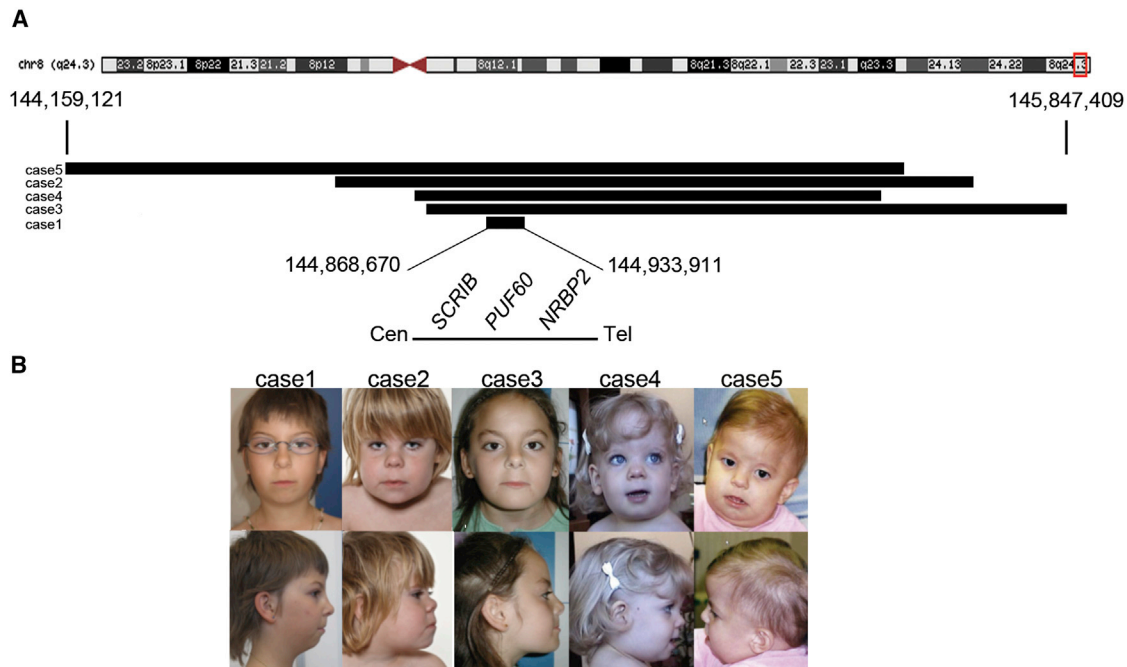 A
chr8 (q24.3) 23.2 8p23.1 8p22 21.3 21.2 8p12 8q12.1 8q21.3 8q22.1 22.3 23.1 q23.3 24.13 24.22 8q24.3
144,159,121 145,847,409
case5
case2
case4
case3
case1
144,868,670 144,933,911
SCRIB PUF60 NRBP2
Cen Tel
B
case1 case2 case3 case4 case5